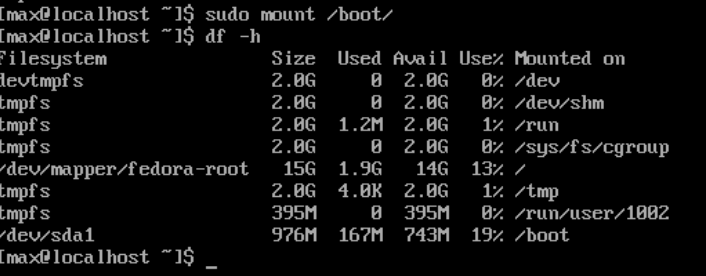 [max@localhost ~]$ sudo mount /boot/
[max@localhost ~]$ df -h
Filesystem Size Used Avail Use% Mounted on
devtmpfs 2.0G 0 2.0G 0% /dev
tmpfs 2.0G 0 2.0G 0% /dev/shm
tmpfs 2.0G 1.2M 2.0G 1% /run
tmpfs 2.0G 0 2.0G 0% /sys/fs/cgroup
/dev/mapper/fedora-root 15G 1.9G 14G 13% /
tmpfs 2.0G 4.0K 2.0G 1% /tmp
tmpfs 395M 0 395M 0% /run/user/1002
/dev/sda1 976M 167M 743M 19% /boot
[max@localhost ~]$ _